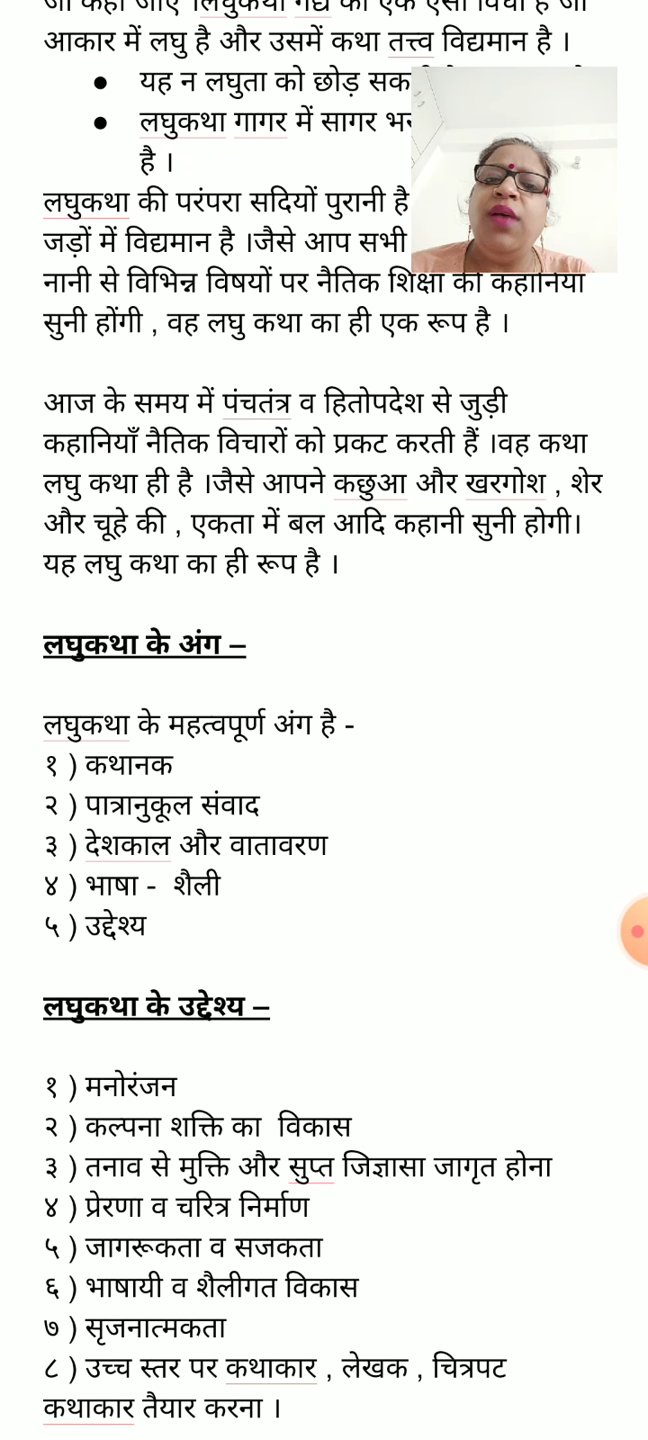 आकार में लघु है और उसमें कथा तत्त्व विद्यमान है ।
● यह न लघुता को छोड़
● लघुकथा गागर में सागर
है ।
लघुकथा की परंपरा सदियों पुरानी है
जड़ों में विद्यमान है ।जैसे आप सभी
नानी से विभिन्न विषयों पर नैतिक शिक्षा की कहानियाँ
सुनी होंगी , वह लघु कथा का ही एक रूप है ।
आज के समय में पंचतंत्र व हितोपदेश से जुड़ी
कहानियाँ नैतिक विचारों को प्रकट करती हैं ।वह कथा
लघु कथा ही है ।जैसे आपने कछुआ और खरगोश , शेर
और चूहे की , एकता में बल आदि कहानी सुनी होगी।
यह लघु कथा का ही रूप है ।
लघुकथा के अंग –
लघुकथा के महत्वपूर्ण अंग है -
१ ) कथानक
२ ) पात्रानुकूल संवाद
३ ) देशकाल और वातावरण
४ ) भाषा - शैली
५ ) उद्देश्य
लघुकथा के उद्देश्य –
१ ) मनोरंजन
२ ) कल्पना शक्ति का विकास
३ ) तनाव से मुक्ति और सुप्त जिज्ञासा जागृत होना
४ ) प्रेरणा व चरित्र निर्माण
५ ) जागरूकता व सजकता
६ ) भाषायी व शैलीगत विकास
७ ) सृजनात्मकता
८ ) उच्च स्तर पर कथाकार , लेखक , चित्रपट
कथाकार तैयार करना ।